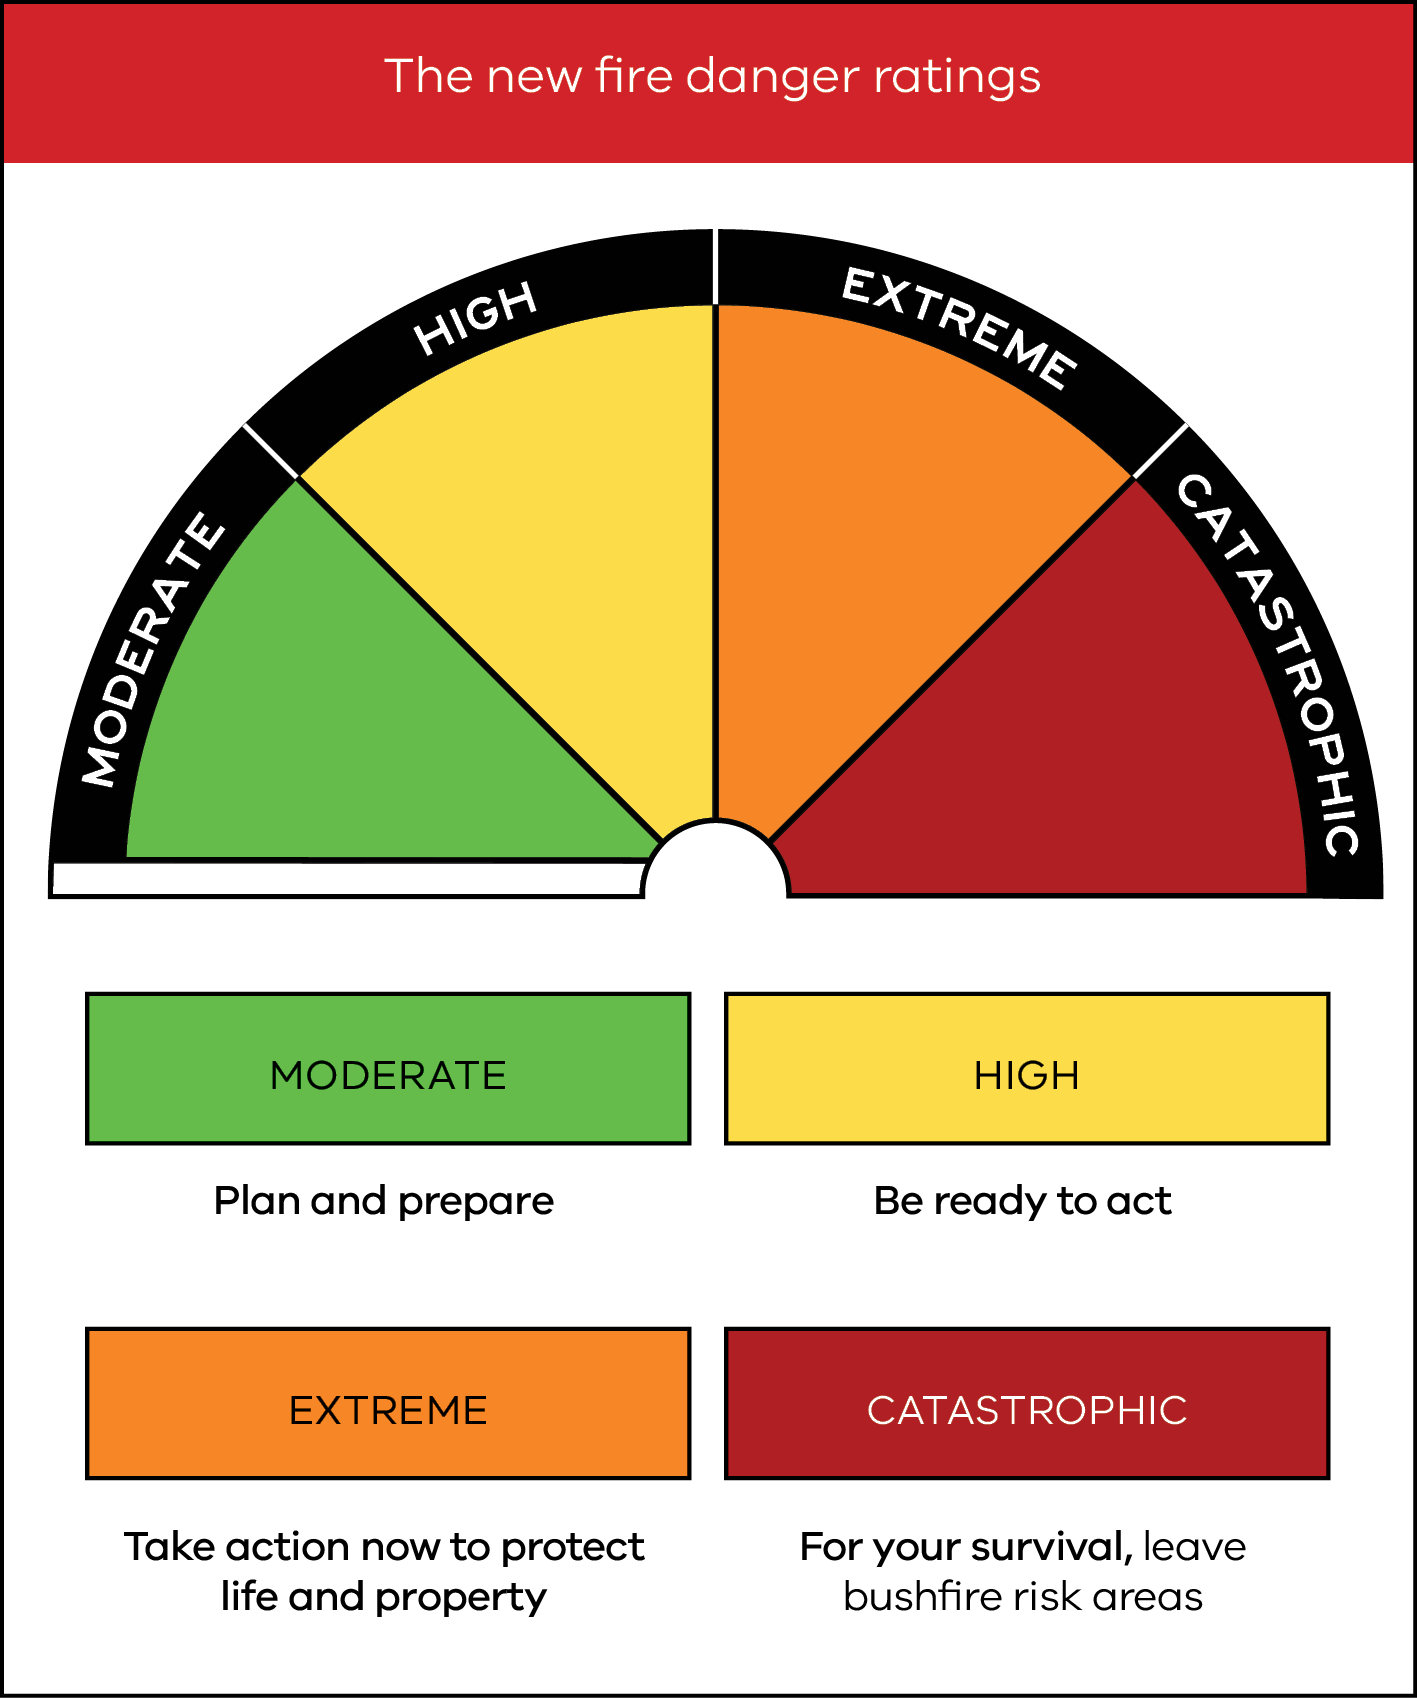 The new fire danger ratings
MODERATE
HIGH
EXTREME
CATASTROPHIC
MODERATE
HIGH
Plan and prepare
Be ready to act
EXTREME
CATASTROPHIC
Take action now to protect
life and property
For your survival, leave
bushfire risk areas